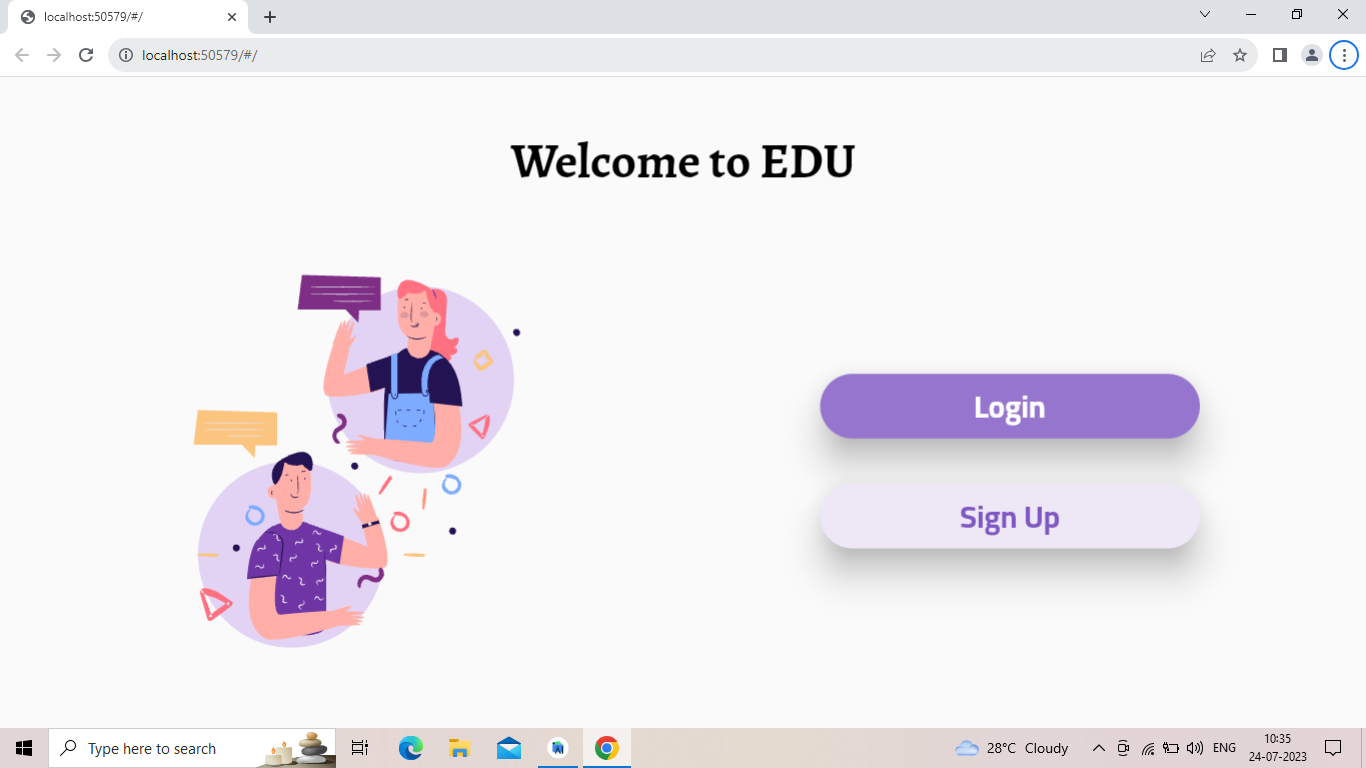 localhost:50579/#/
localhost:50579/#/
Welcome to EDU
Login
Sign Up
Type here to search
28°C Cloudy
ENG
10:35
24-07-2023